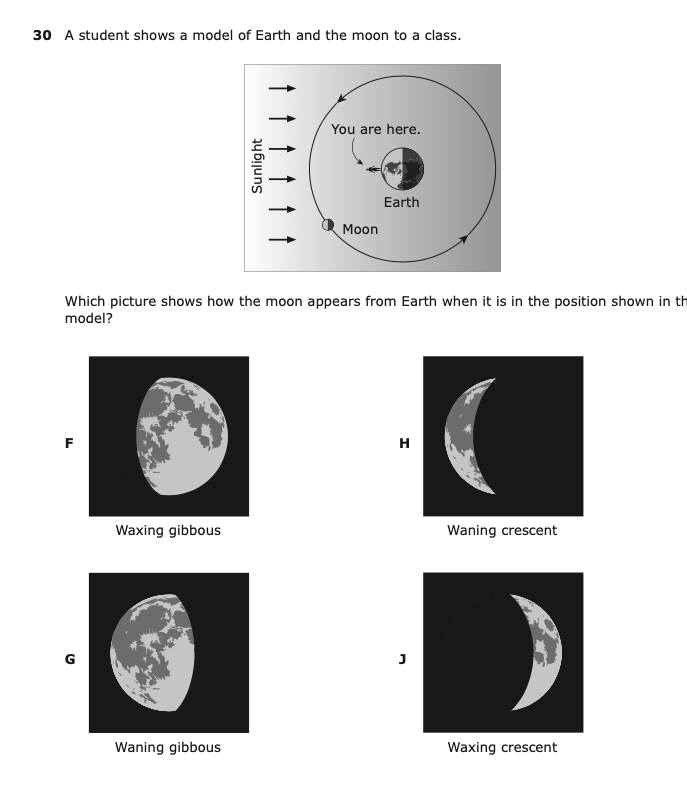 30 A student shows a model of Earth and the moon to a class.
Sunlight
You are here.
Earth
Moon
Which picture shows how the moon appears from Earth when it is in the position shown in th
model?
F
Waxing gibbous
H
Waning crescent
G
Waning gibbous
J
Waxing crescent